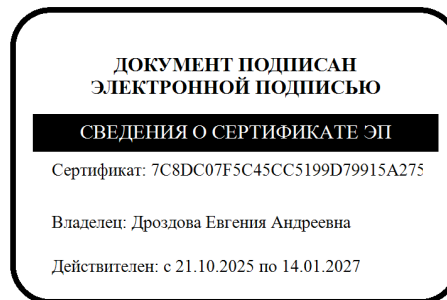 ДОКУМЕНТ ПОДПИСАН
ЭЛЕКТРОННОЙ ПОДПИСЬЮ
СВЕДЕНИЯ О СЕРТИФИКАТЕ ЭП
Сертификат: 7C8DC07F5C45CC5199D79915A275
Владелец: Дроздова Евгения Андреевна
Действителен: с 21.10.2025 по 14.01.2027